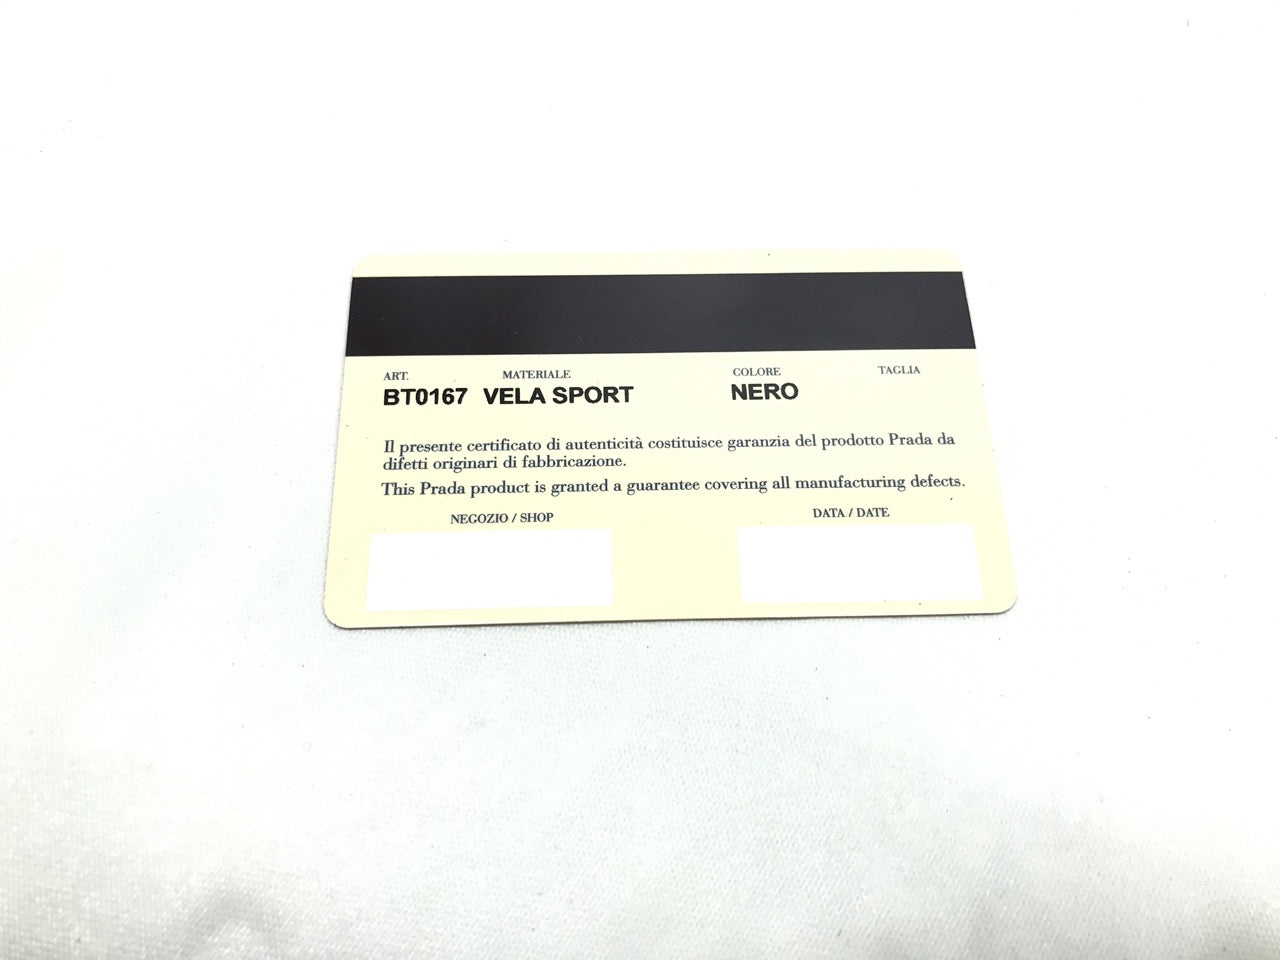 ART. MATERIALE COLORE TAGLIA
BT0167 VELA SPORT NERO
Il presente certificato di autenticità costituisce garanzia del prodotto Prada da
difetti originari di fabbricazione.
This Prada product is granted a guarantee covering all manufacturing defects.
NEGOZIO / SHOP DATA / DATE